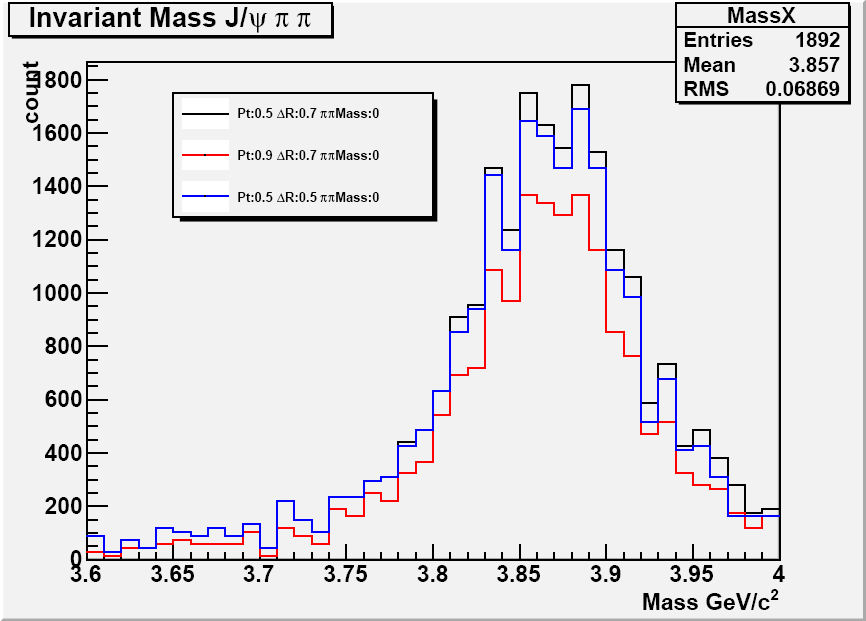 Invariant Mass J/ψ π π
MassX
Entries 1892
Mean 3.857
RMS 0.06869
count
Pt:0.5 ΔR:0.7 ππMass:0
Pt:0.9 ΔR:0.7 ππMass:0
Pt:0.5 ΔR:0.5 ππMass:0
1800
1600
1400
1200
1000
800
600
400
200
0
3.6 3.65 3.7 3.75 3.8 3.85 3.9 3.95 4
Mass GeV/c²